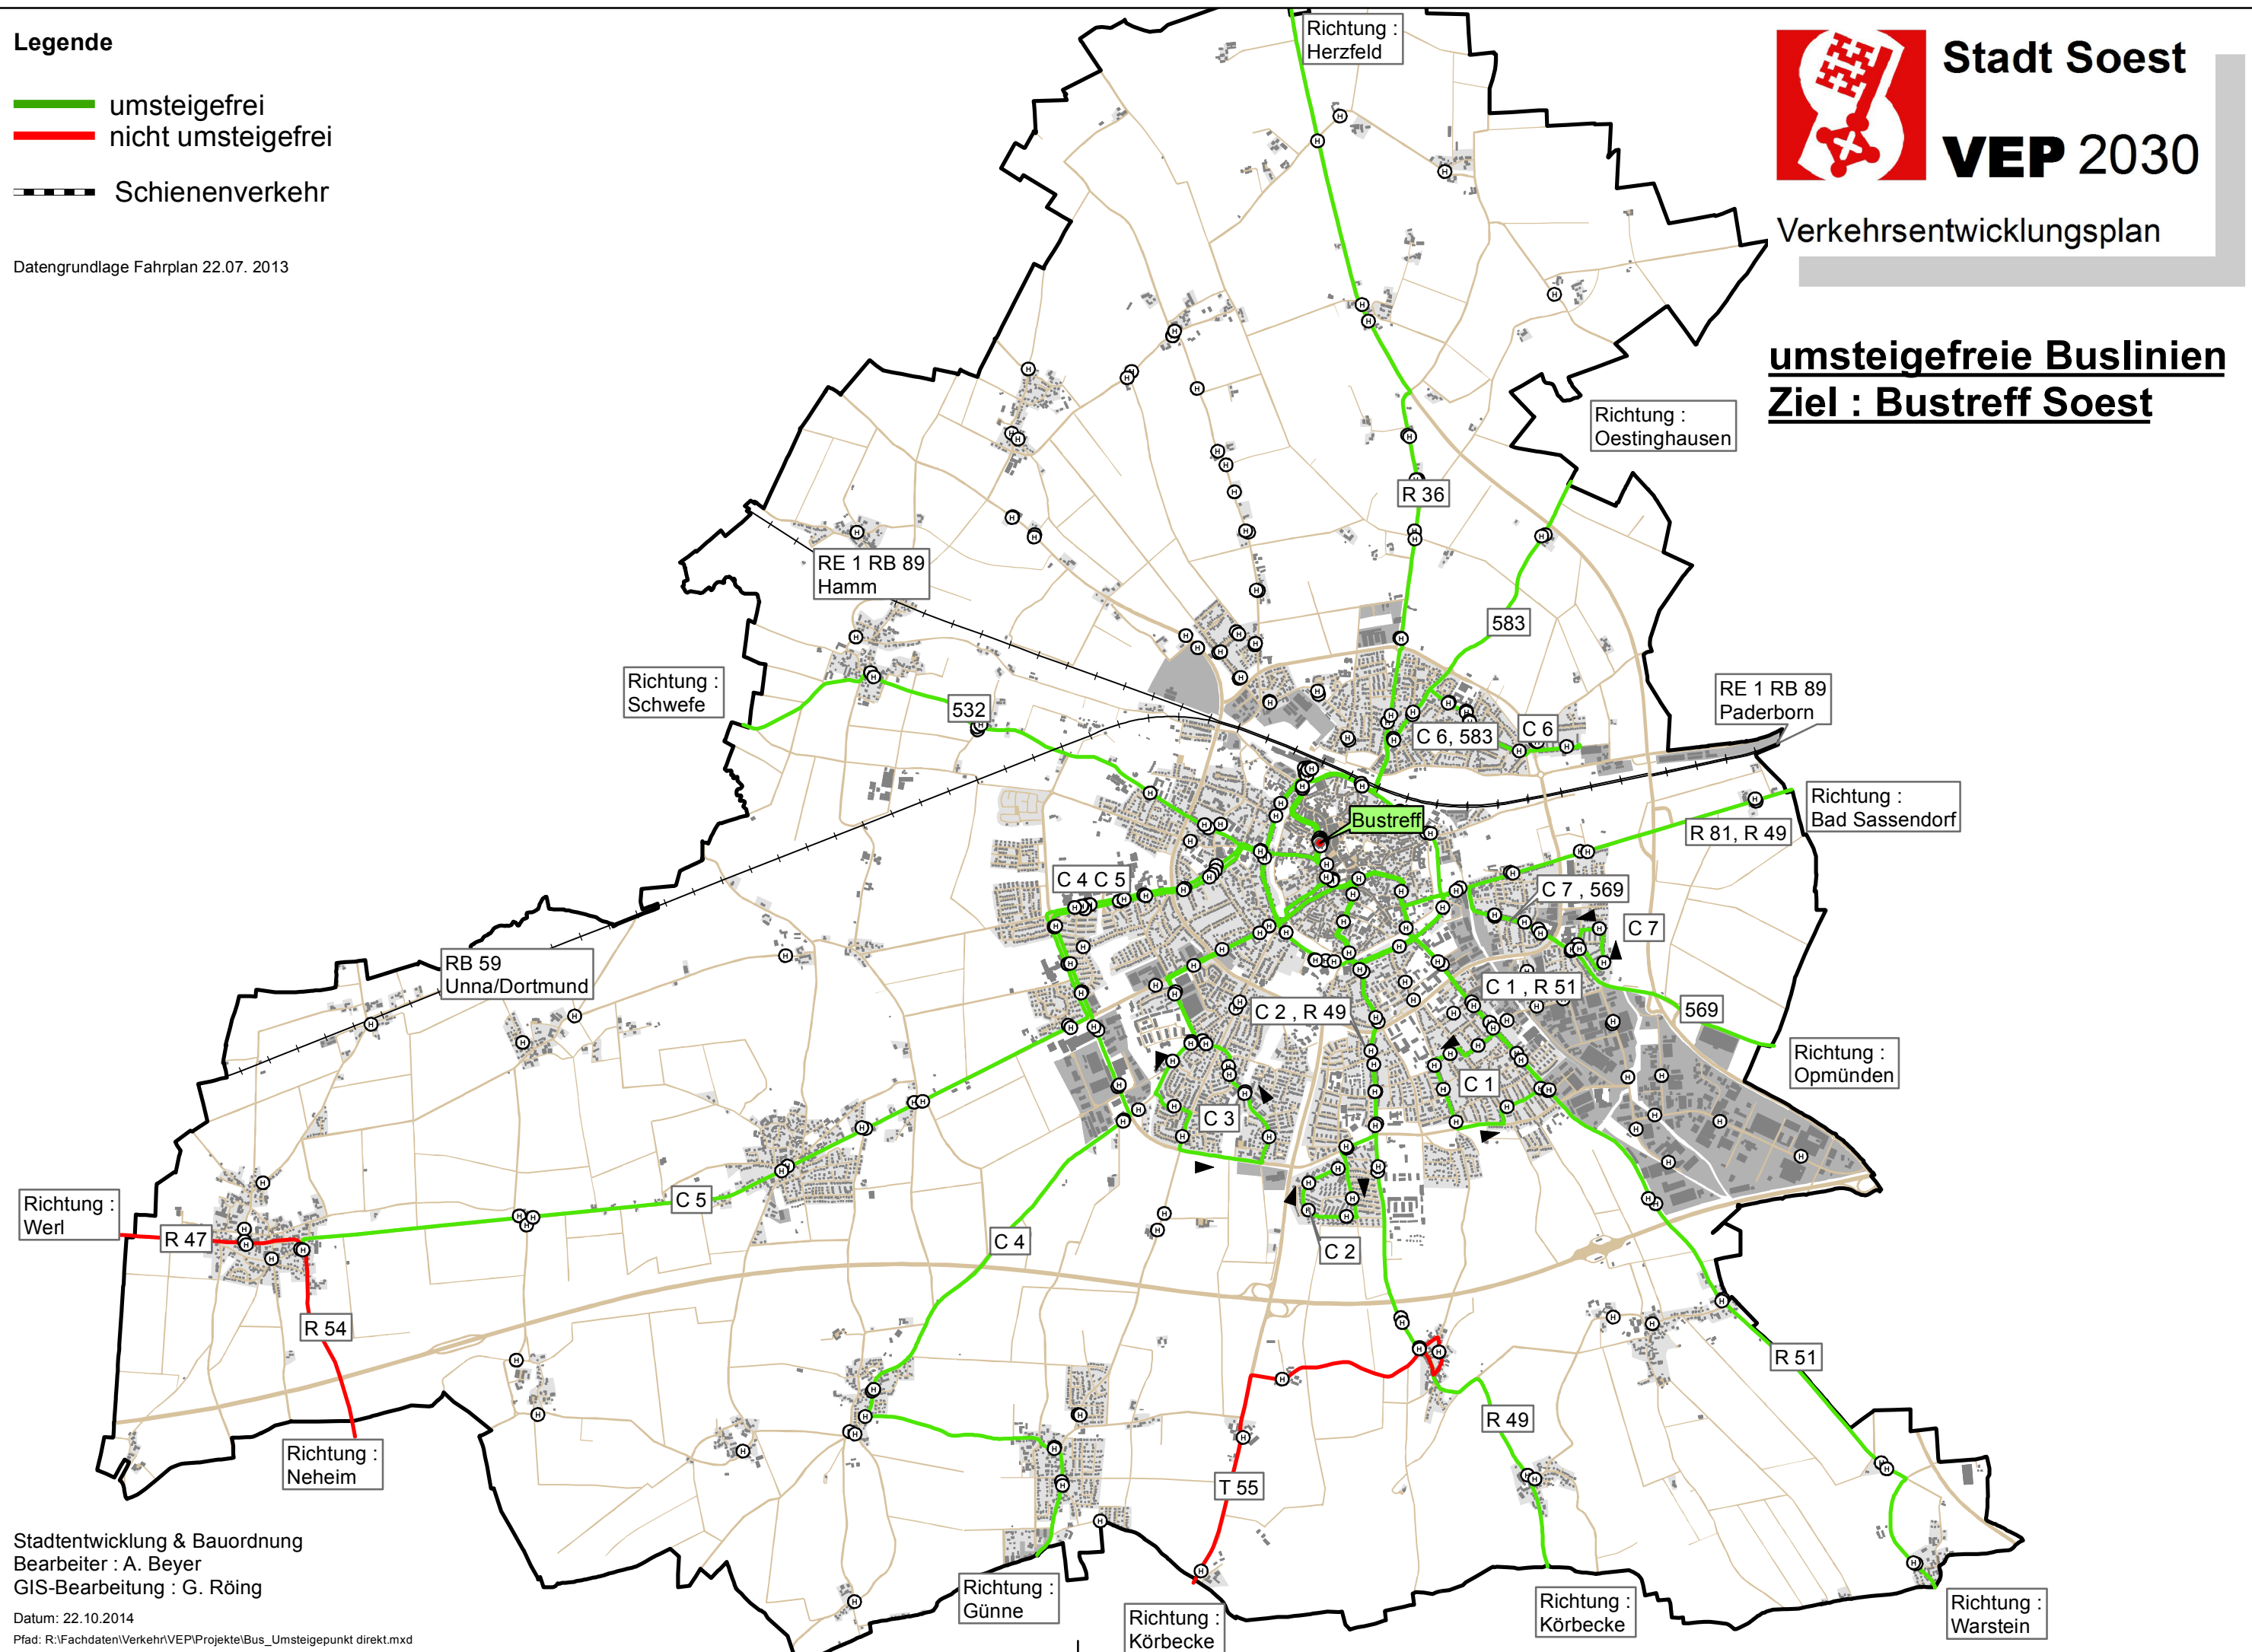 Legende
umsteigefrei
nicht umsteigefrei
Schienenverkehr
Datengrundlage Fahrplan 22.07. 2013
Stadt Soest
VEP 2030
Verkehrsentwicklungsplan
umsteigefreie Buslinien
Ziel : Bustreff Soest
Richtung :
Herzfeld
Richtung :
Oestinghausen
R 36
RE 1 RB 89
Hamm
583
Richtung :
Schwefe
532
RE 1 RB 89
Paderborn
C 6, 583
C 6
Richtung :
Bad Sassendorf
Bustreff
R 81, R 49
C 4 C 5
C 7 , 569
C 7
RB 59
Unna/Dortmund
C 1 , R 51
C 2 , R 49
569
Richtung :
Opmünden
C 1
C 3
Richtung :
Werl
R 47
C 5
C 4
C 2
R 54
R 51
R 49
Richtung :
Neheim
T 55
Richtung :
Günne
Richtung :
Körbecke
Richtung :
Körbecke
Richtung :
Warstein
Stadtentwicklung & Bauordnung
Bearbeiter : A. Beyer
GIS-Bearbeitung : G. Röing
Datum: 22.10.2014
Pfad: R:\Fachdaten\Verkehr\VEP\Projekte\Bus_Umsteigepunkt direkt.mxd